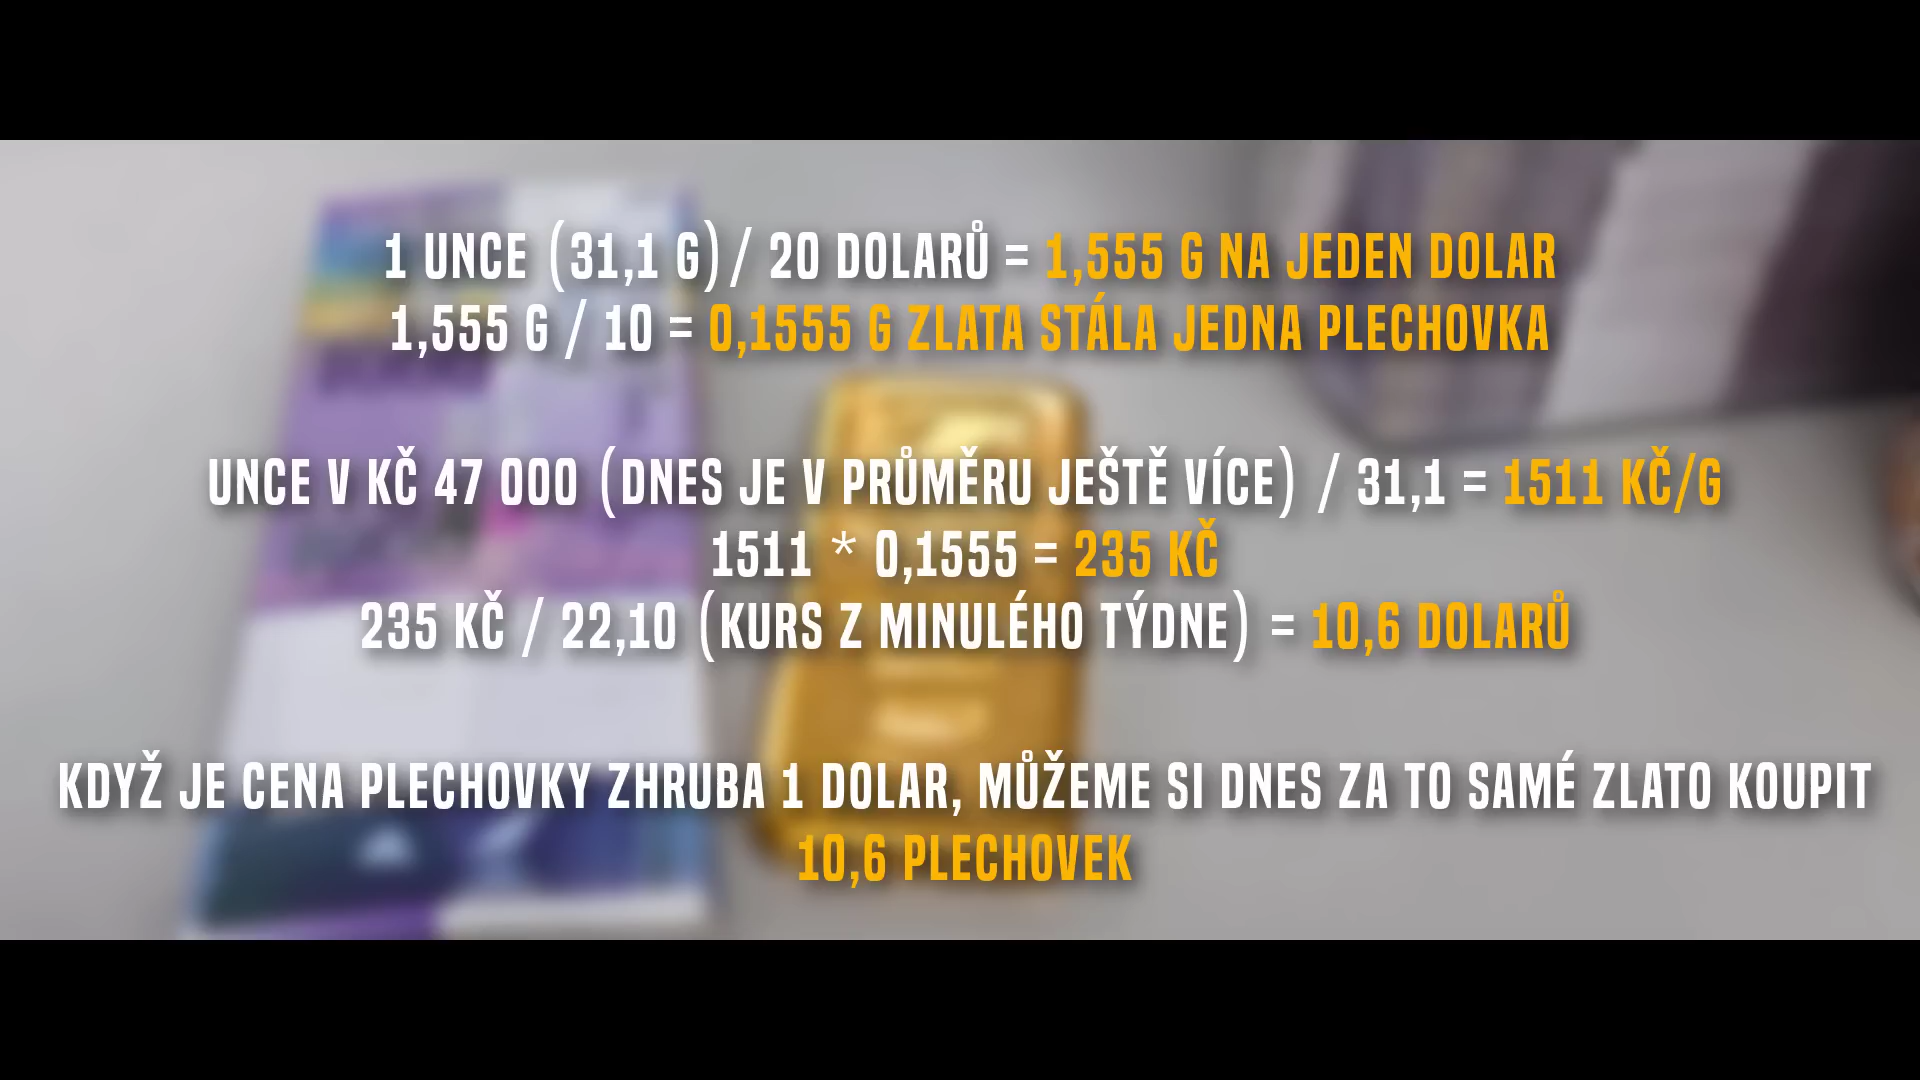 1 UNCE (31,1 G)/ 20 DOLARŮ = 1,555 G NA JEDEN DOLAR
1,555 G / 10 = 0,1555 G ZLATA STÁLA JEDNA PLECHOVKA
UNCE V KČ 47 000 (DNES JE V PRŮMĚRU JEŠTĚ VÍCE) / 31,1 = 1511 KČ/G
1511 * 0,1555 = 235 KČ
235 KČ / 22,10 (KURS Z MINULÉHO TÝDNE) = 10,6 DOLARŮ
KDYŽ JE CENA PLECHOVKY ZHRUBA 1 DOLAR, MŮŽEME SI DNES ZA TO SAMÉ ZLATO KOUPIT
10,6 PLECHOVEK